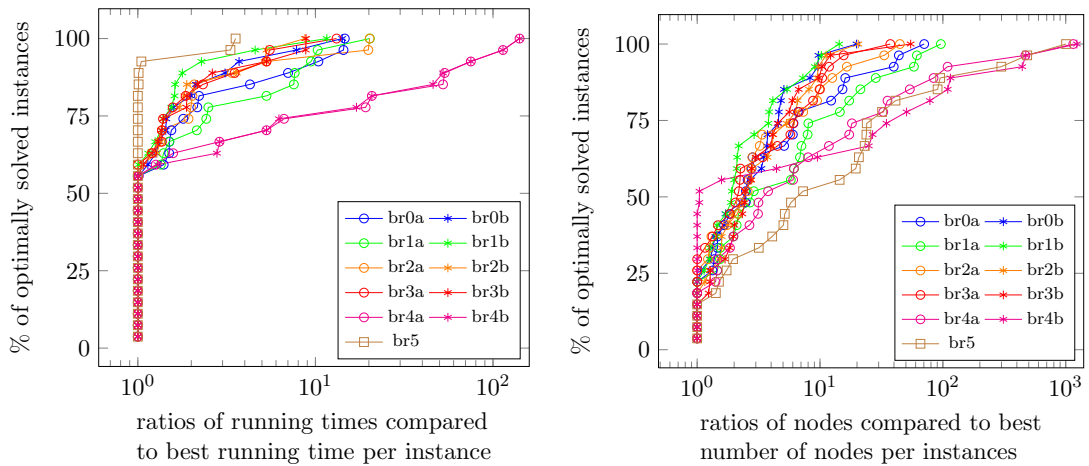 % of optimally solved instances
100
75
50
25
0
br0a br0b
br1a br1b
br2a br2b
br3a br3b
br4a br4b
br5
10^0 10^1 10^2
ratios of running times compared
to best running time per instance
% of optimally solved instances
100
75
50
25
0
br0a br0b
br1a br1b
br2a br2b
br3a br3b
br4a br4b
br5
10^0 10^1 10^2 10^3
ratios of nodes compared to best
number of nodes per instances